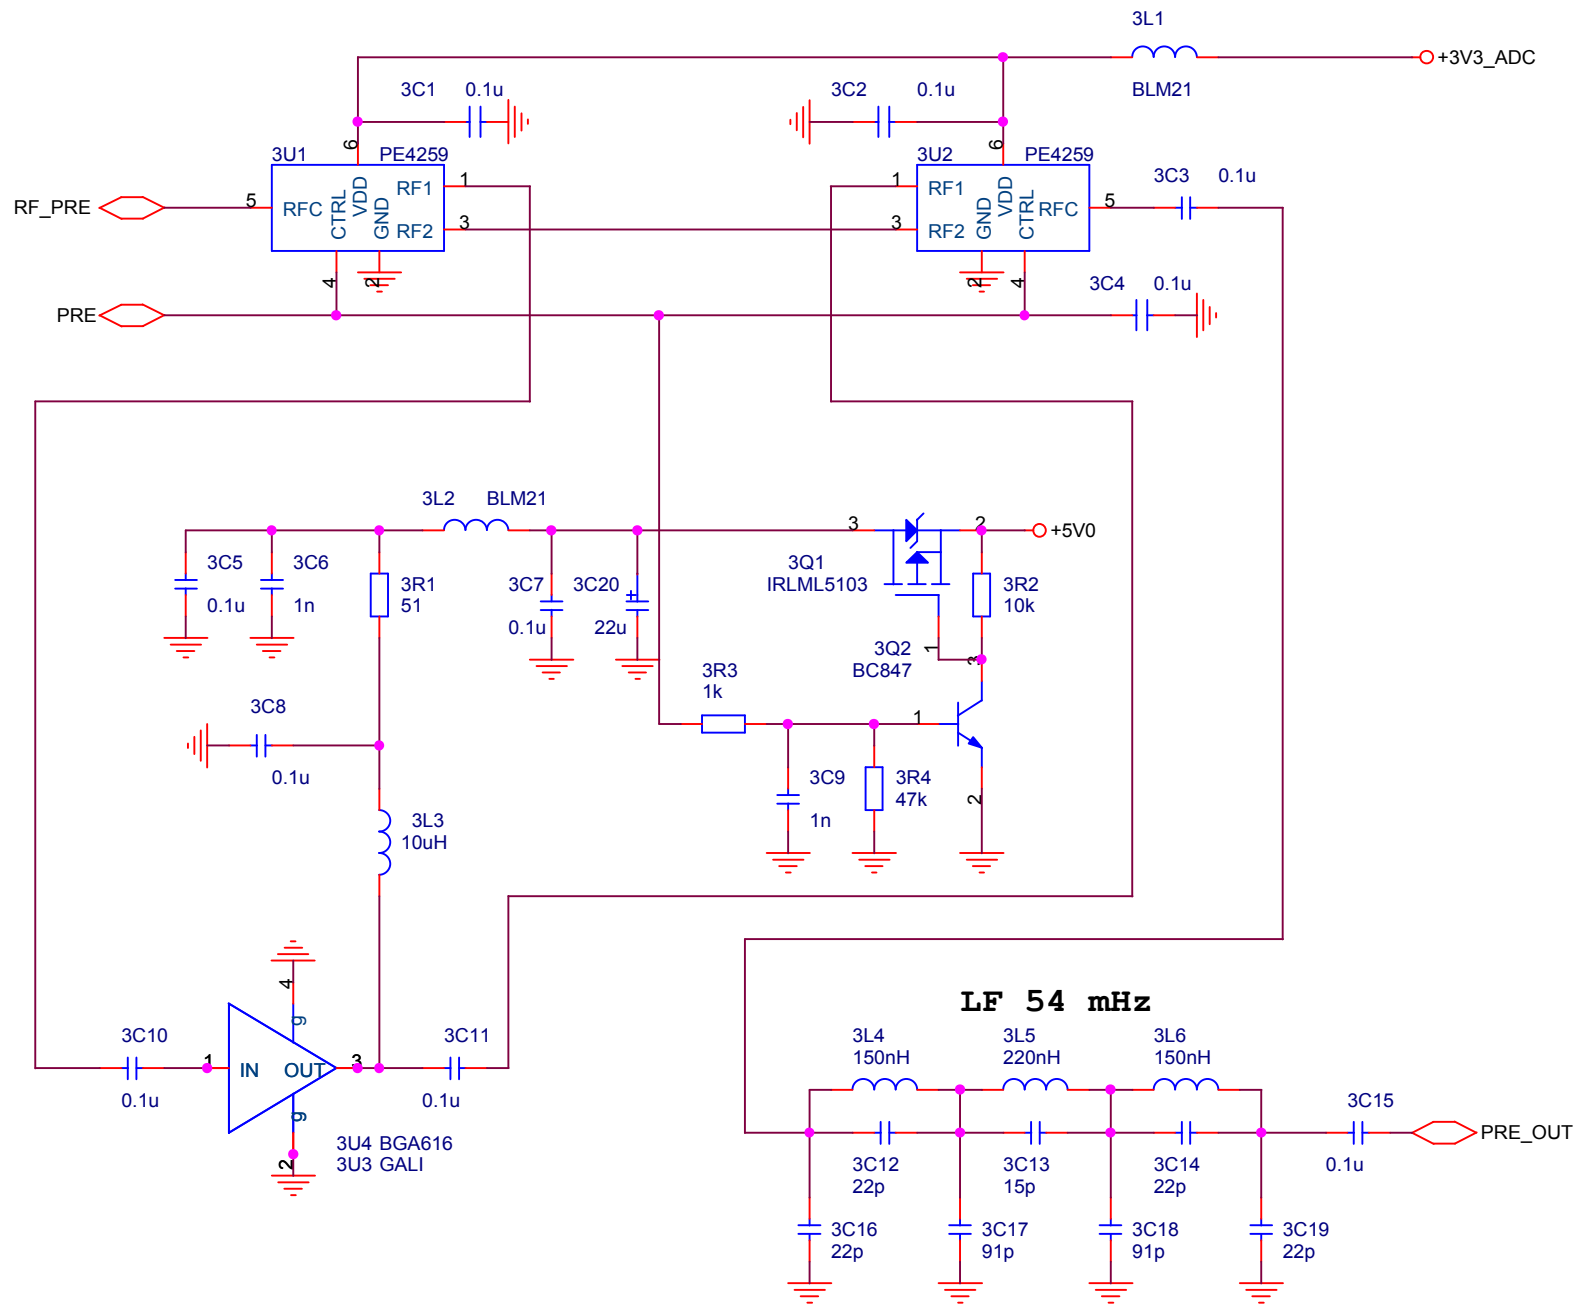 3L1
+3V3_ADC
BLM21
3C1 0.1u
3C2 0.1u
6
6
3U1 PE4259
3U2 PE4259
3C3 0.1u
RF_PRE
5
RFC
CTRL
VDD
GND
RF1
RF2
1
3
4
2
1
3
RF1
RF2
GND
VDD
CTRL
RFC
5
2
4
3C4 0.1u
PRE
3L2 BLM21
3
2
+5V0
3C5
0.1u
3C6
1n
3R1
51
3C7
0.1u
3C20
+
22u
3Q1
IRLML5103
3R2
10k
1
3Q2
BC847
3
3R3
1k
1
3C8
0.1u
3C9
1n
3R4
47k
2
3L3
10uH
4
g
3C10
0.1u
1
IN OUT
3
3C11
0.1u
g
2
3U4 BGA616
3U3 GALI
LF 54 mHz
3L4
150nH
3L5
220nH
3L6
150nH
3C12
22p
3C13
15p
3C14
22p
3C15
0.1u
PRE_OUT
3C16
22p
3C17
91p
3C18
91p
3C19
22p